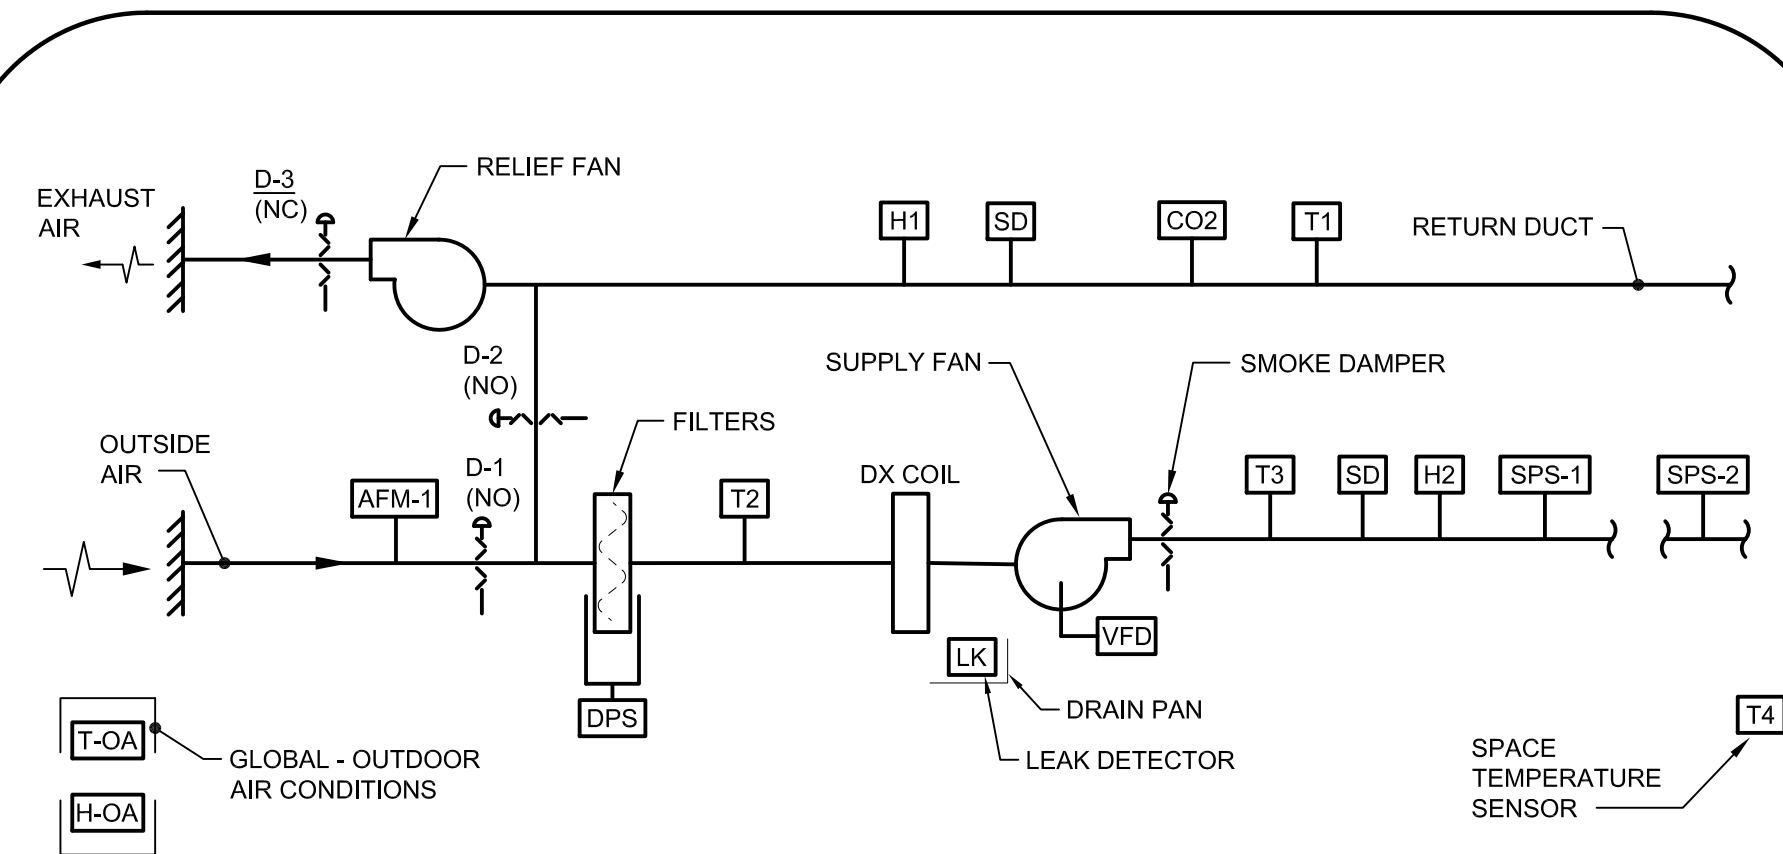 EXHAUST
AIR
D-3
(NC)
RELIEF FAN
H1
SD
CO2
T1
RETURN DUCT
D-2
(NO)
SUPPLY FAN
SMOKE DAMPER
FILTERS
OUTSIDE
AIR
AFM-1
D-1
(NO)
T2
DX COIL
T3
SD
H2
SPS-1
SPS-2
VFD
LK
DRAIN PAN
LEAK DETECTOR
DPS
T-OA
H-OA
GLOBAL - OUTDOOR
AIR CONDITIONS
T4
SPACE
TEMPERATURE
SENSOR